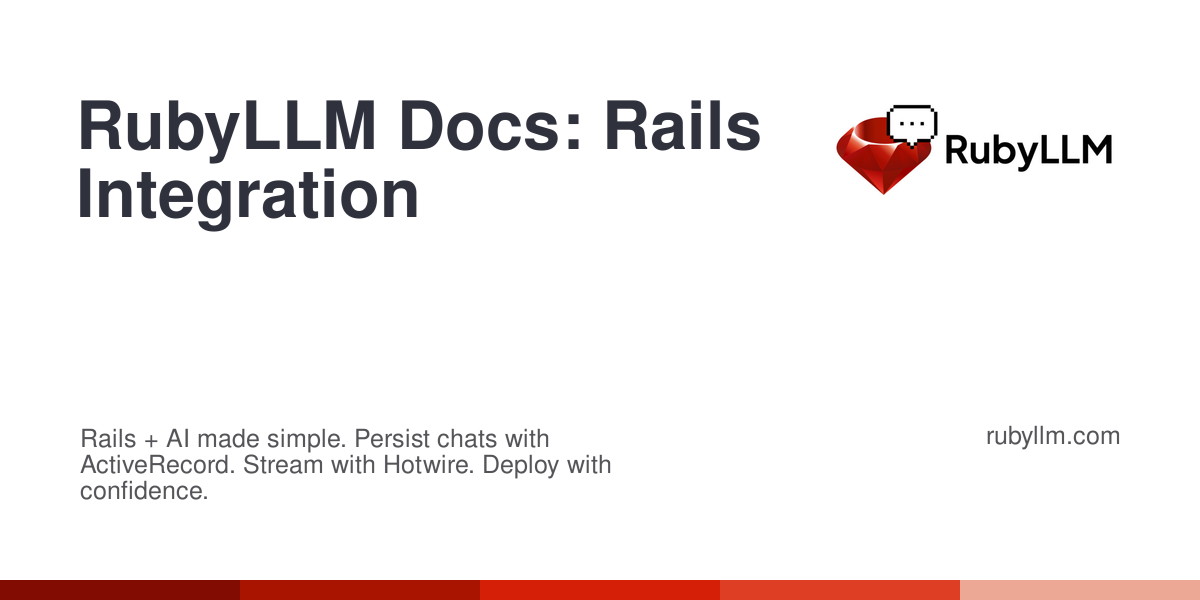 RubyLLM Docs: Rails
Integration
RubyLLM
Rails + AI made simple. Persist chats with
ActiveRecord. Stream with Hotwire. Deploy with
confidence.
rubyllm.com